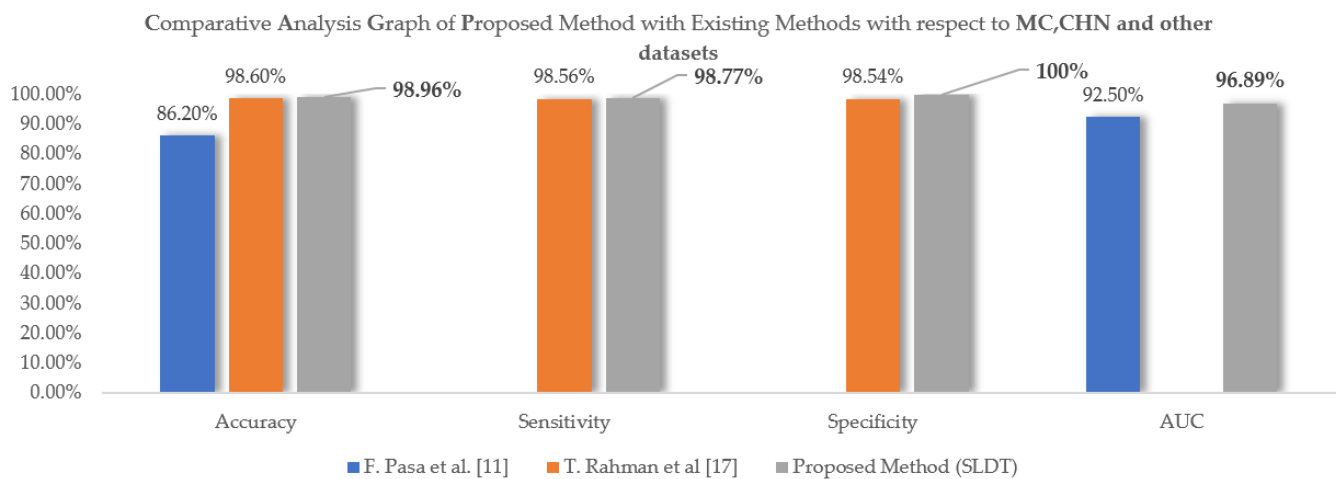 Comparative Analysis Graph of Proposed Method with Existing Methods with respect to MC,CHN and other
datasets
98.60%
98.96%
86.20%
98.56%
98.77%
98.54%
100%
92.50%
96.89%
100.00%
90.00%
80.00%
70.00%
60.00%
50.00%
40.00%
30.00%
20.00%
10.00%
0.00%
Accuracy
Sensitivity
Specificity
AUC
F. Pasa et al. [11]
T. Rahman et al [17]
Proposed Method (SLDT)